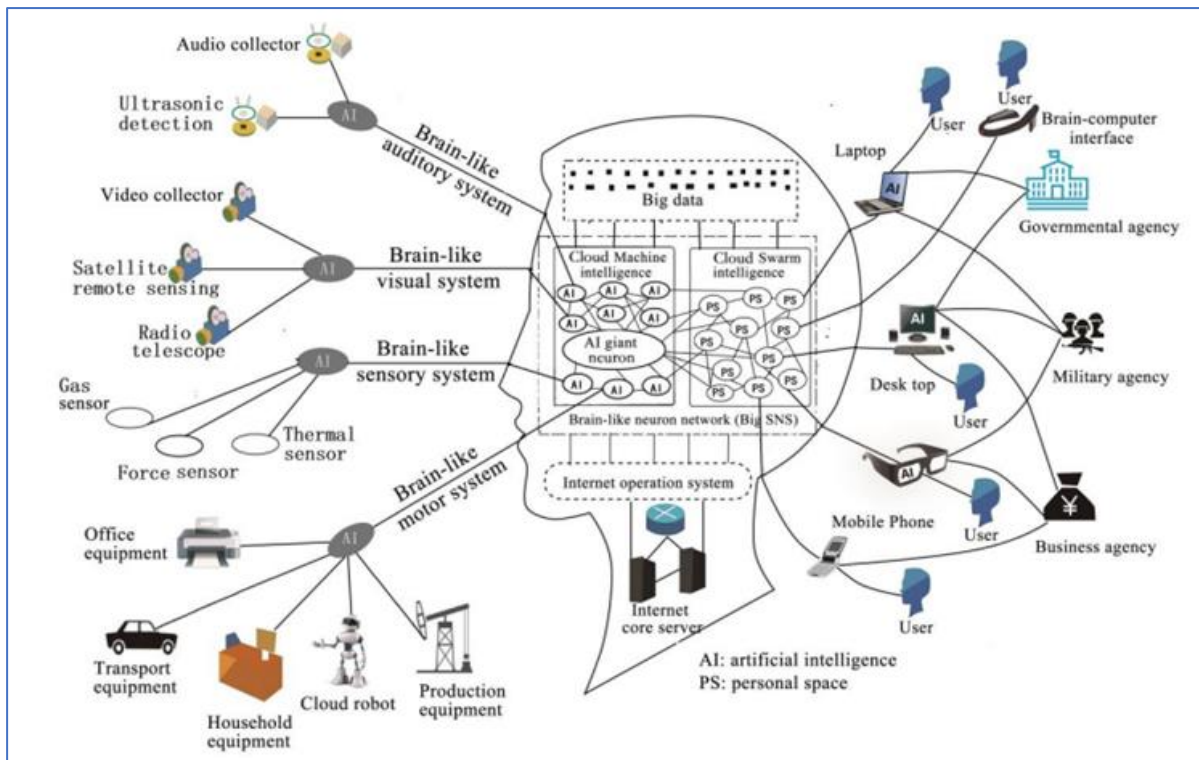 Audio collector
Ultrasonic
detection
AI
Brain-like
auditory system
Video collector
Satellite
remote sensing
Radio
telescope
AI
Brain-like
visual system
Gas
sensor
Force sensor
Thermal
sensor
AI
Brain-like
sensory system
Brain-like
motor system
AI
Office
equipment
Transport
equipment
Household
equipment
Cloud robot
Production
equipment
Big data
Cloud Machine
intelligence
AI
AI
AI
AI
AI
AI
AI giant
neuron
AI
AI
AI
Cloud Swarm
intelligence
PS
PS
PS
PS
PS
PS
PS
PS
PS
PS
PS
Brain-like neuron network (Big SNS)
Internet operation system
Internet
core server
User
User
Brain-computer
interface
Laptop
AI
Governmental agency
AI
Desk top
User
Military agency
AI
User
Mobile Phone
¥
Business agency
User
AI: artificial intelligence
PS: personal space